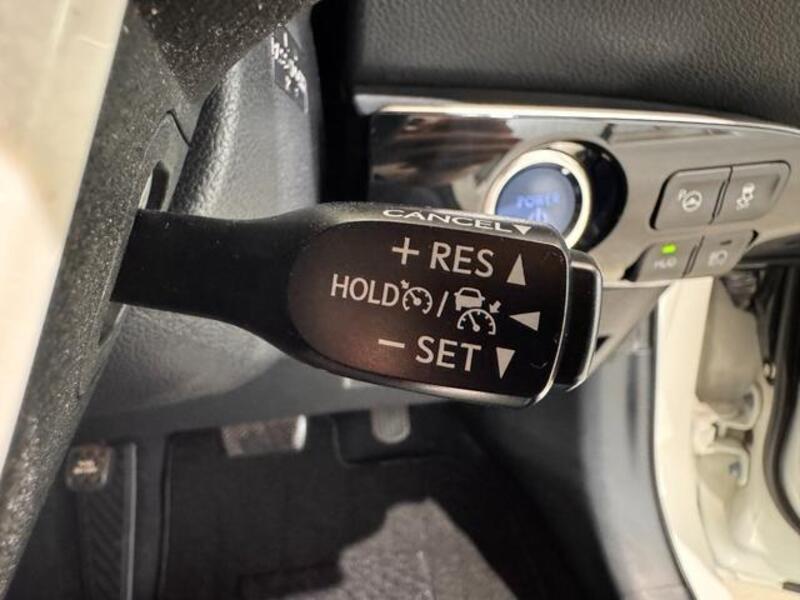 CANCEL▼
+ RES ▲
HOLD / ◀
− SET ▼
POWER
HUD